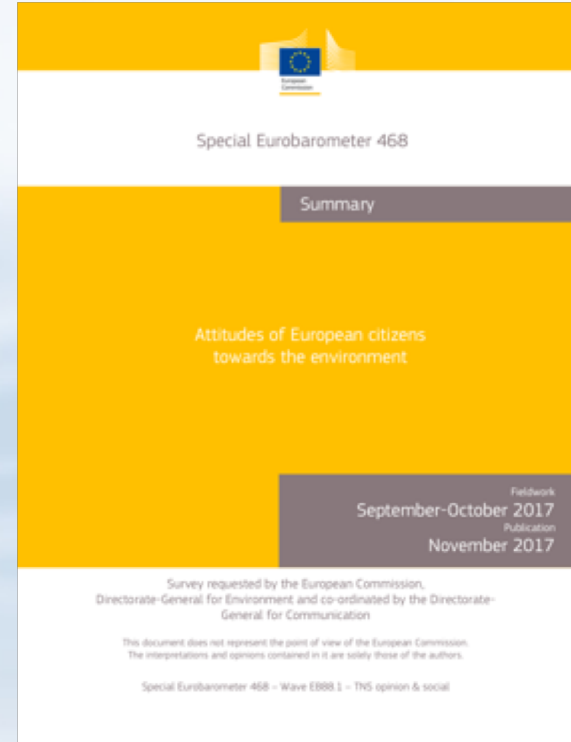 European
Commission
Special Eurobarometer 468
Summary
Attitudes of European citizens
towards the environment
Fieldwork
September-October 2017
Publication
November 2017
Survey requested by the European Commission,
Directorate-General for Environment and co-ordinated by the Directorate-
General for Communication
This document does not represent the point of view of the European Commission.
The interpretations and opinions contained in it are solely those of the authors.
Special Eurobarometer 468 – Wave EB88.1 – TNS opinion & social